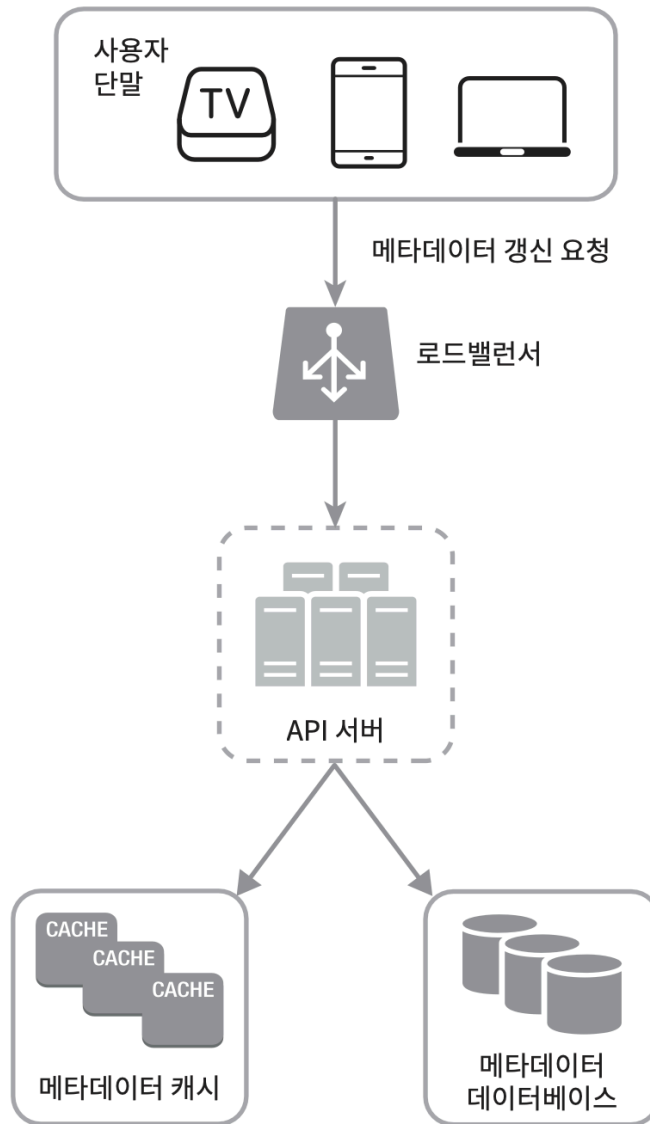 사용자
단말
TV
메타데이터 갱신 요청
로드밸런서
API 서버
CACHE
CACHE
CACHE
메타데이터 캐시
메타데이터
데이터베이스